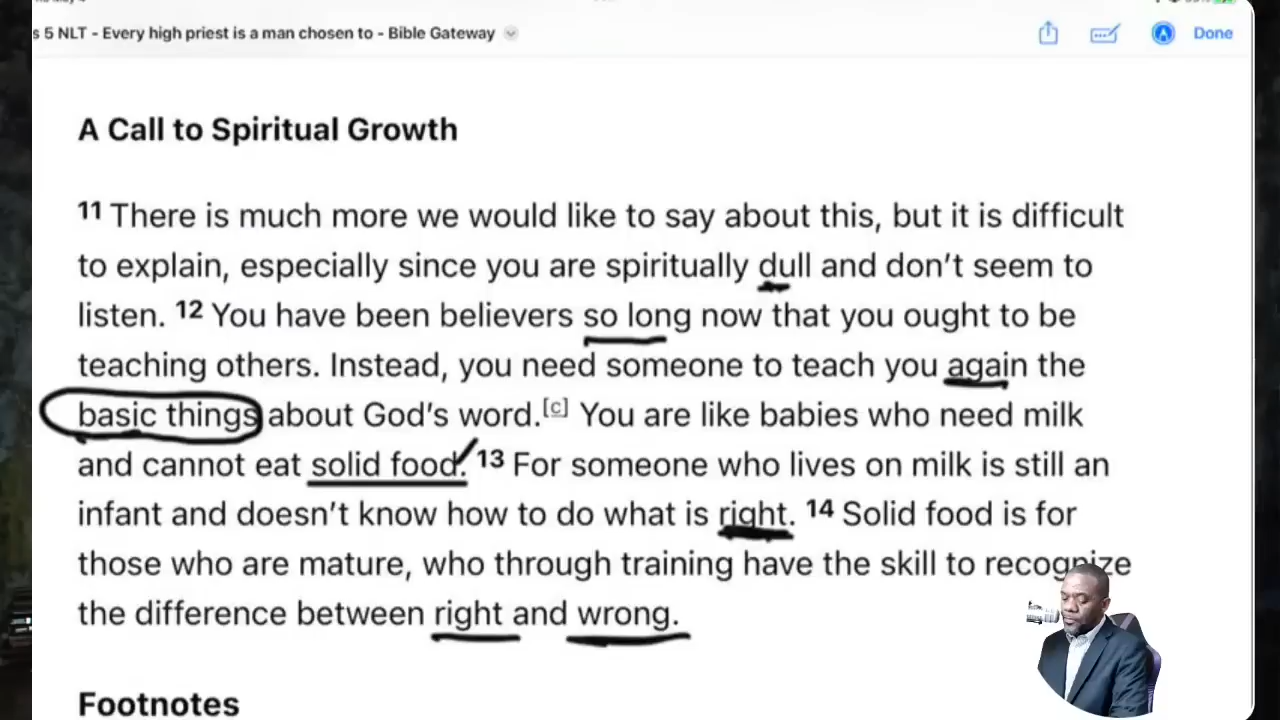 s 5 NLT - Every high priest is a man chosen to - Bible Gateway
Done
A Call to Spiritual Growth
11 There is much more we would like to say about this, but it is difficult
to explain, especially since you are spiritually dull and don't seem to
listen. 12 You have been believers so long now that you ought to be
teaching others. Instead, you need someone to teach you again the
basic things about God's word.[c] You are like babies who need milk
and cannot eat solid food. 13 For someone who lives on milk is still an
infant and doesn't know how to do what is right. 14 Solid food is for
those who are mature, who through training have the skill to recognize
the difference between right and wrong.
Footnotes